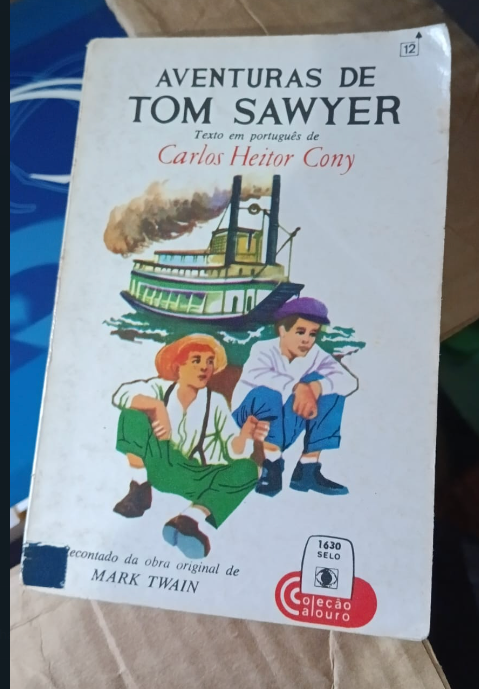 12
AVENTURAS DE
TOM SAWYER
Texto em português de
Carlos Heitor Cony
Recontado da obra original de
MARK TWAIN
1630
SELO
Coleção
Calouro